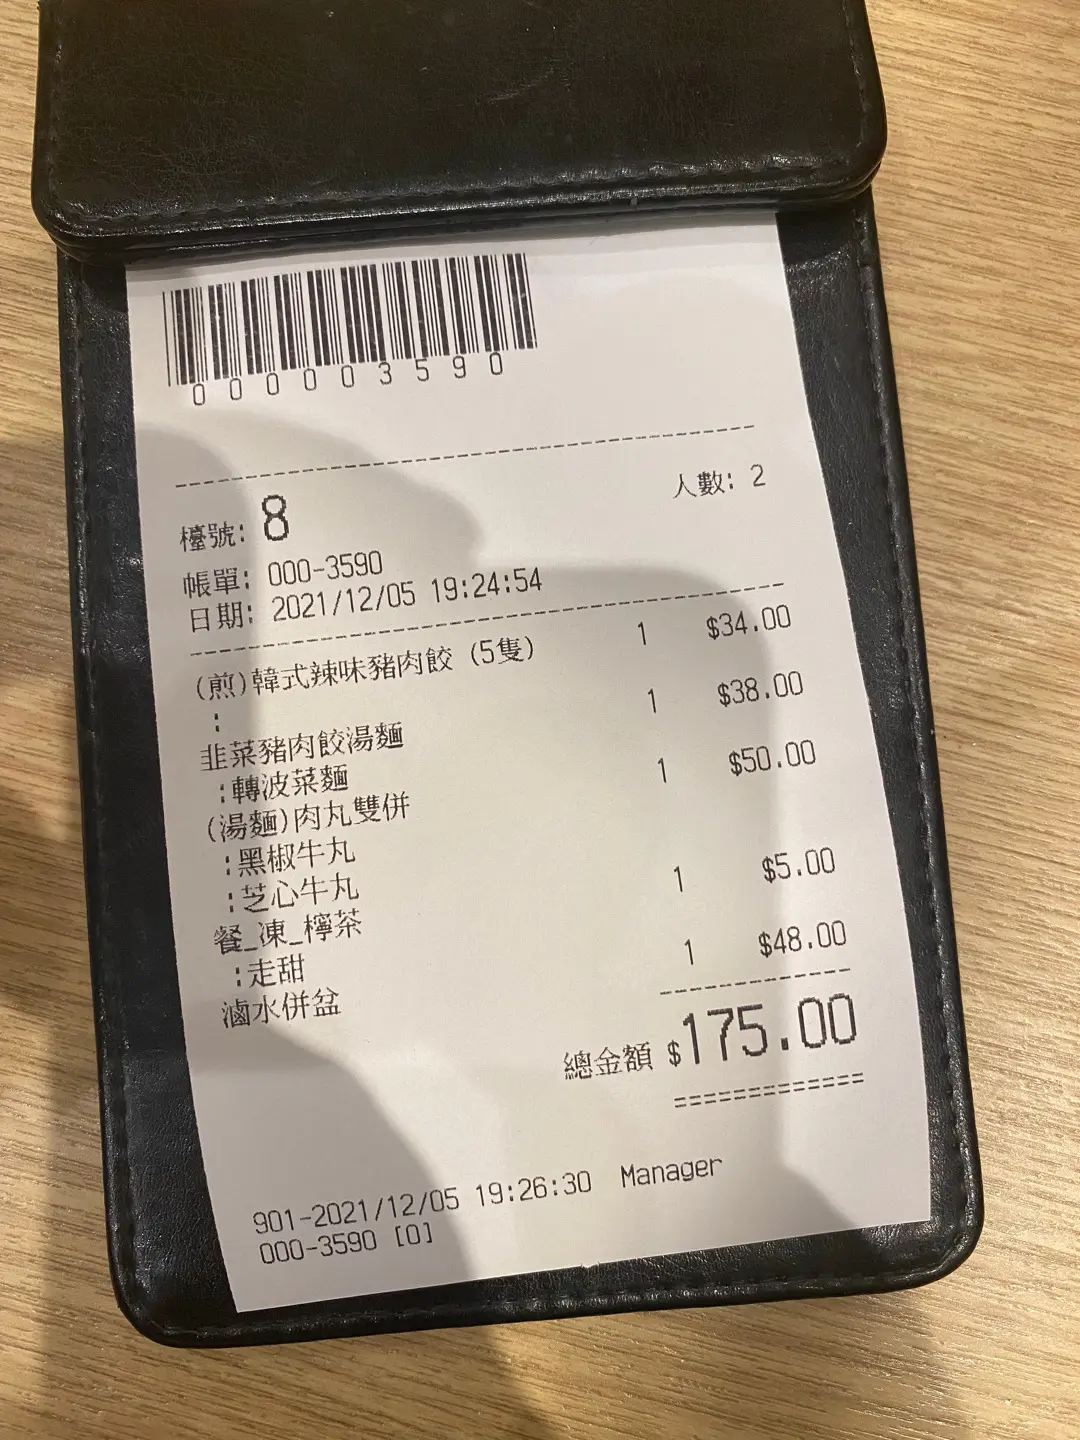 000003590
人數: 2
檯號: 8
帳單: 000-3590
日期: 2021/12/05 19:24:54
(煎)韓式辣味豬肉餃 (5隻) 1 $34.00
:
韭菜豬肉餃湯麵 1 $38.00
:轉波菜麵
(湯麵)肉丸雙併 1 $50.00
:黑椒牛丸
:芝心牛丸
餐_凍_檸茶 1 $5.00
:走甜
滷水併盆 1 $48.00
總金額 $175.00
901-2021/12/05 19:26:30 Manager
000-3590 [0]